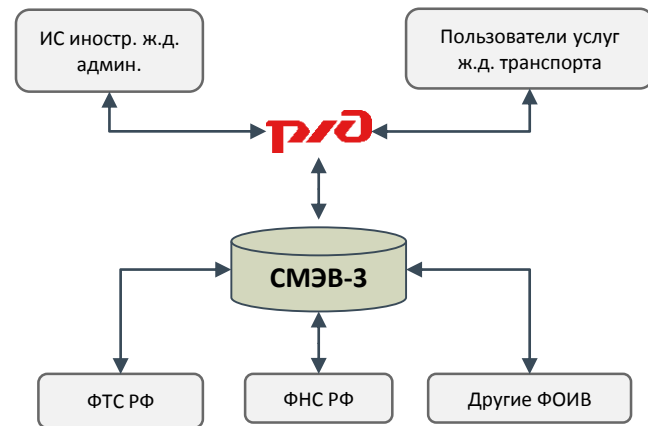 ИС иностр. ж.д.
админ.
Пользователи услуг
ж.д. транспорта
ржд
СМЭВ-3
ФТС РФ
ФНС РФ
Другие ФОИВ